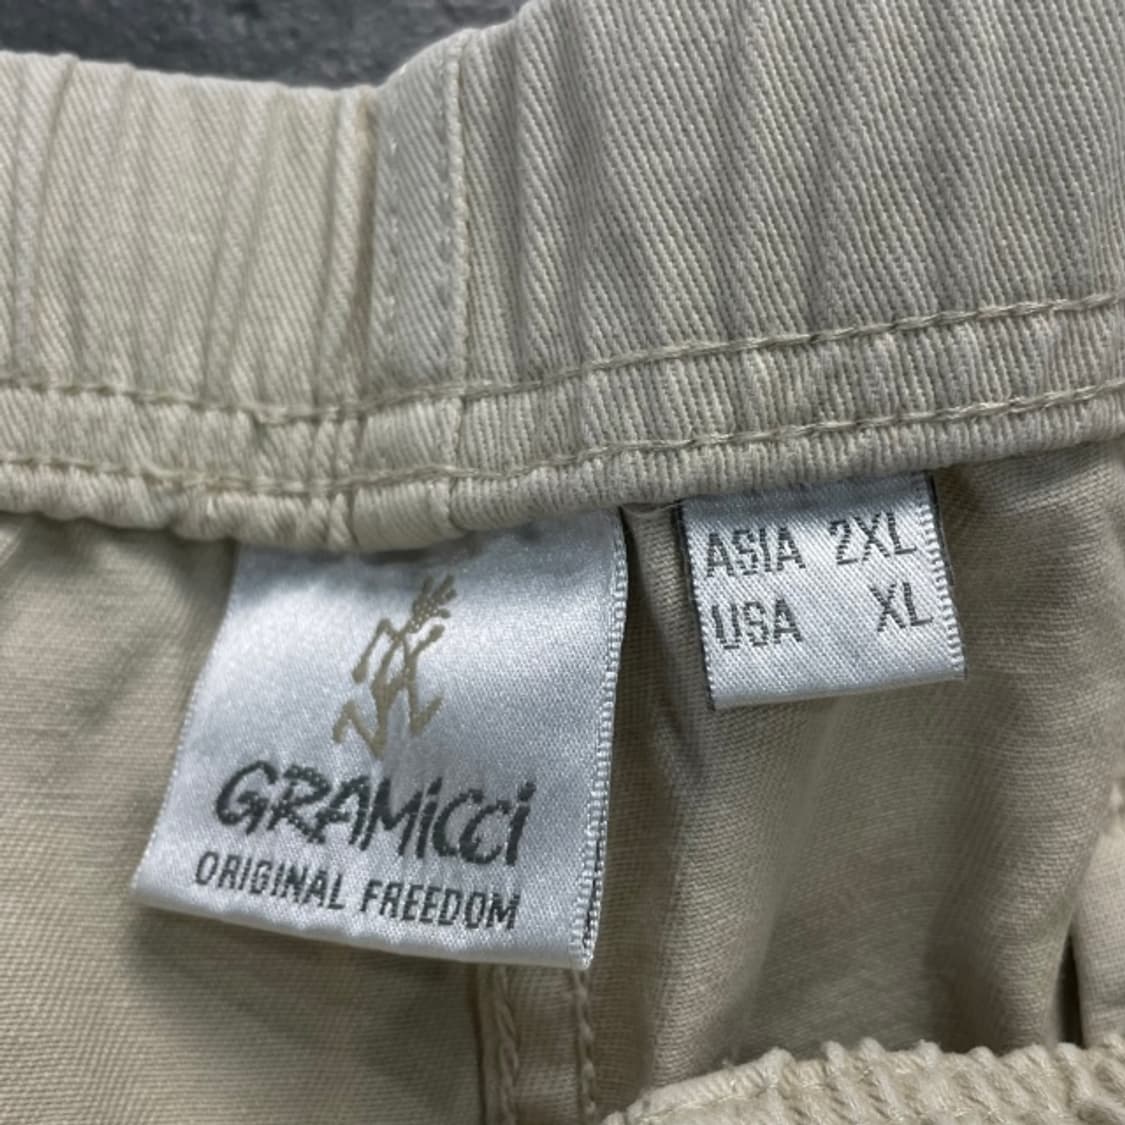 GRAMiCCi
ORIGINAL FREEDOM
ASIA 2XL
USA XL